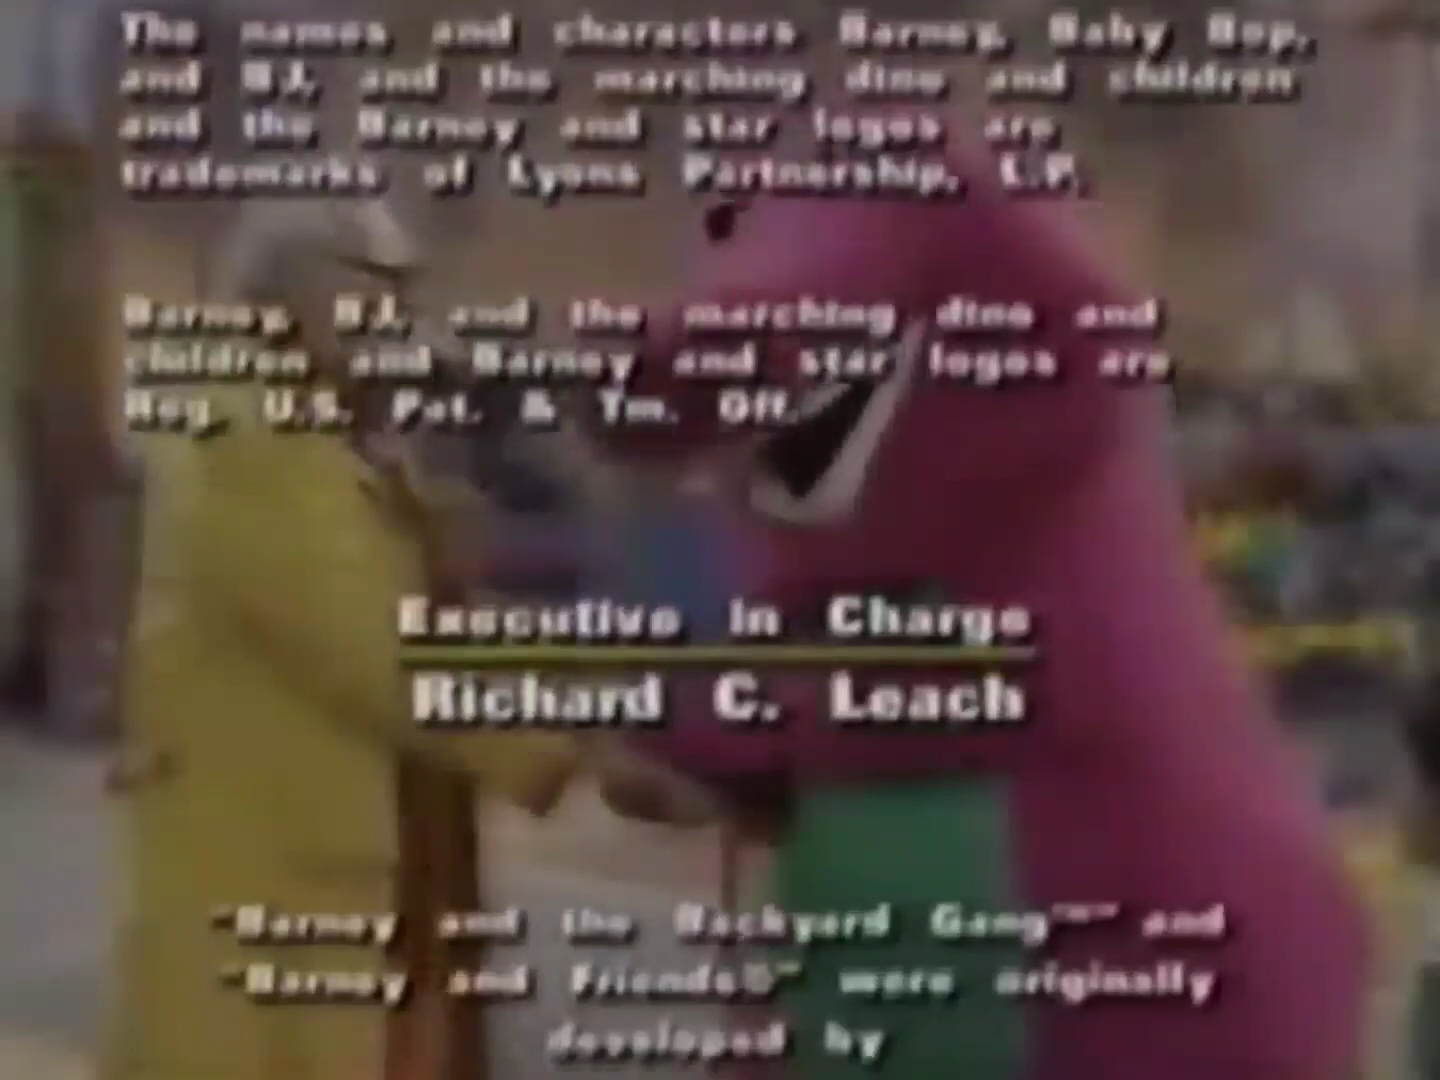 The names and characters Barney, Baby Bop,
and BJ, and the marching dino and children
and the Barney and star logos are
trademarks of Lyons Partnership, L.P.
Barney, BJ, and the marching dino and
children and Barney and star logos are
Reg. U.S. Pat. & Tm. Off.
Executive in Charge
Richard C. Leach
"Barney and the Backyard Gang™" and
"Barney and Friends®" were originally
developed by